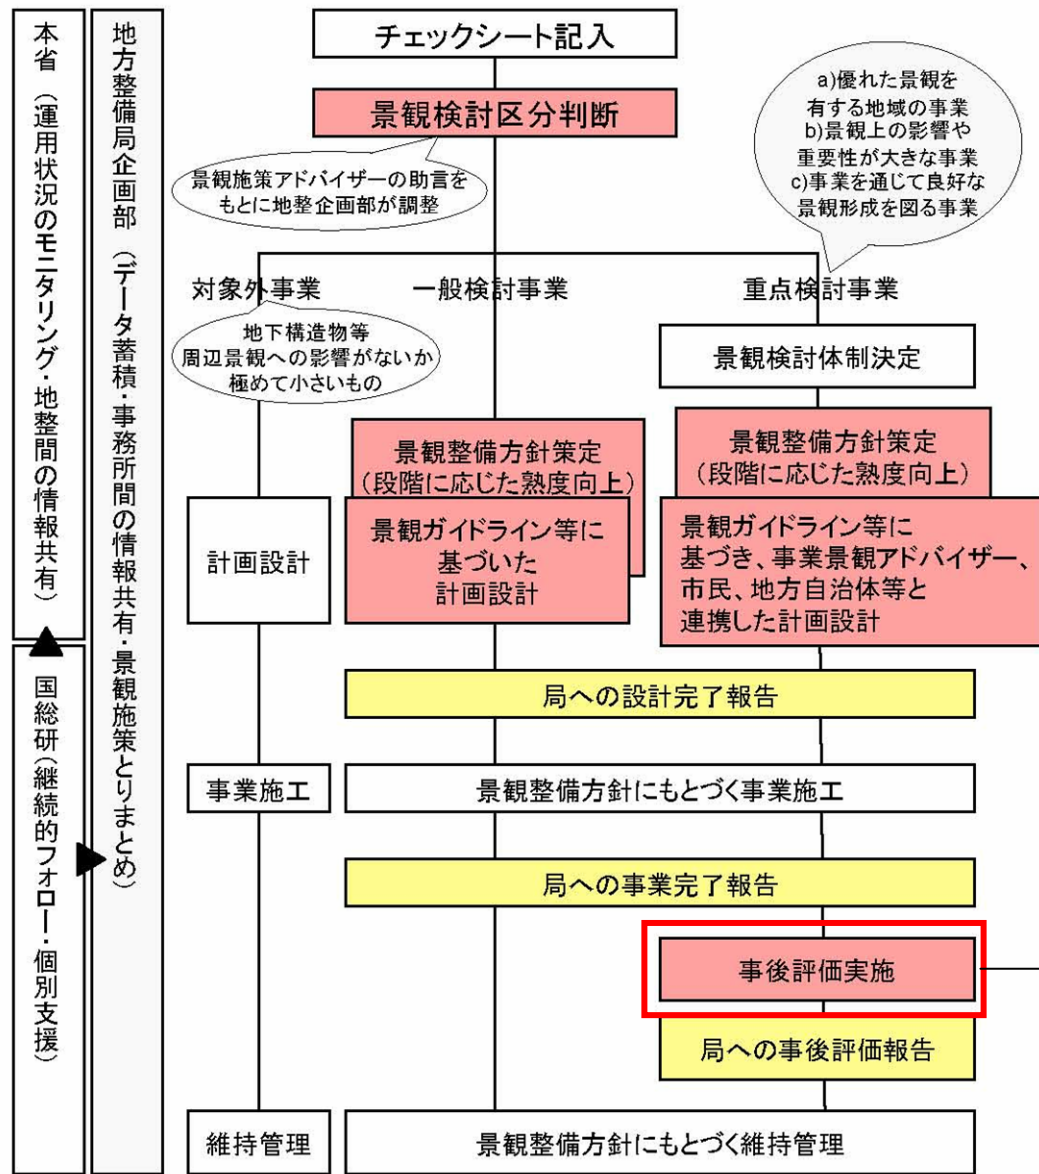 本省（運用状況のモニタリング・地整間の情報共有）
国総研（継続的フォロー・個別支援）
地方整備局企画部（データ蓄積・事務所間の情報共有・景観施策とりまとめ）
チェックシート記入
景観検討区分判断
景観施策アドバイザーの助言を
もとに地整企画部が調整
a)優れた景観を
有する地域の事業
b)景観上の影響や
重要性が大きな事業
c)事業を通じて良好な
景観形成を図る事業
対象外事業
一般検討事業
重点検討事業
地下構造物等
周辺景観への影響がないか
極めて小さいもの
景観検討体制決定
景観整備方針策定
(段階に応じた熟度向上)
景観整備方針策定
(段階に応じた熟度向上)
計画設計
景観ガイドライン等に
基づいた
計画設計
景観ガイドライン等に
基づき、事業景観アドバイザー、
市民、地方自治体等と
連携した計画設計
局への設計完了報告
事業施工
景観整備方針にもとづく事業施工
局への事業完了報告
事後評価実施
局への事後評価報告
維持管理
景観整備方針にもとづく維持管理